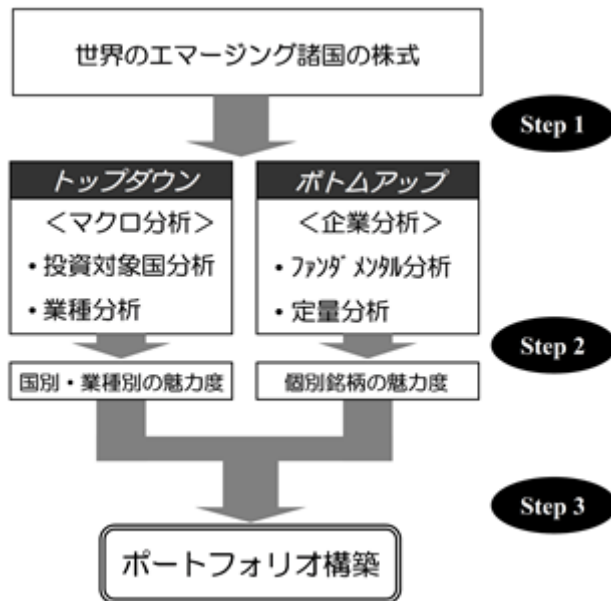 世界のエマージング諸国の株式
Step 1
トップダウン
＜マクロ分析＞
・投資対象国分析
・業種分析
ボトムアップ
＜企業分析＞
・ﾌｧﾝﾀﾞﾒﾝﾀﾙ分析
・定量分析
Step 2
国別・業種別の魅力度
個別銘柄の魅力度
Step 3
ポートフォリオ構築